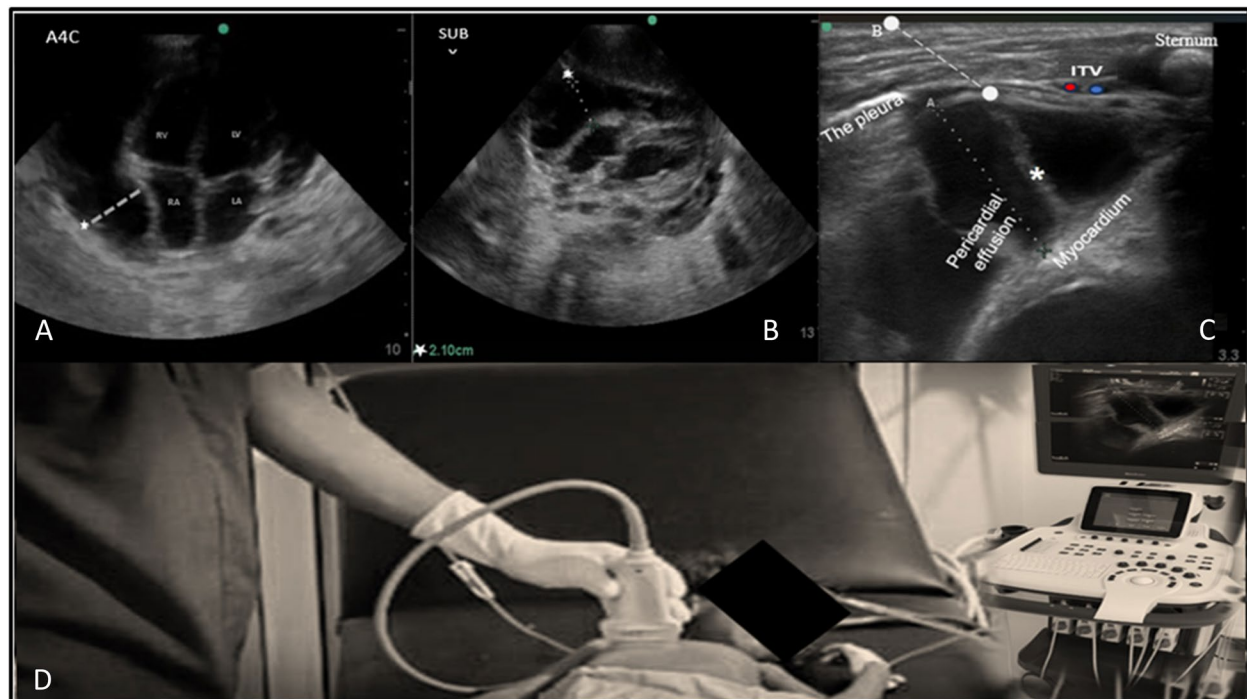 A4C
RV
LV
RA
LA
A
10
SUB
B
13
2.10cm
B
Sternum
ITV
The pleura
A
*
Pericardial
effusion
Myocardium
C
3.3
D